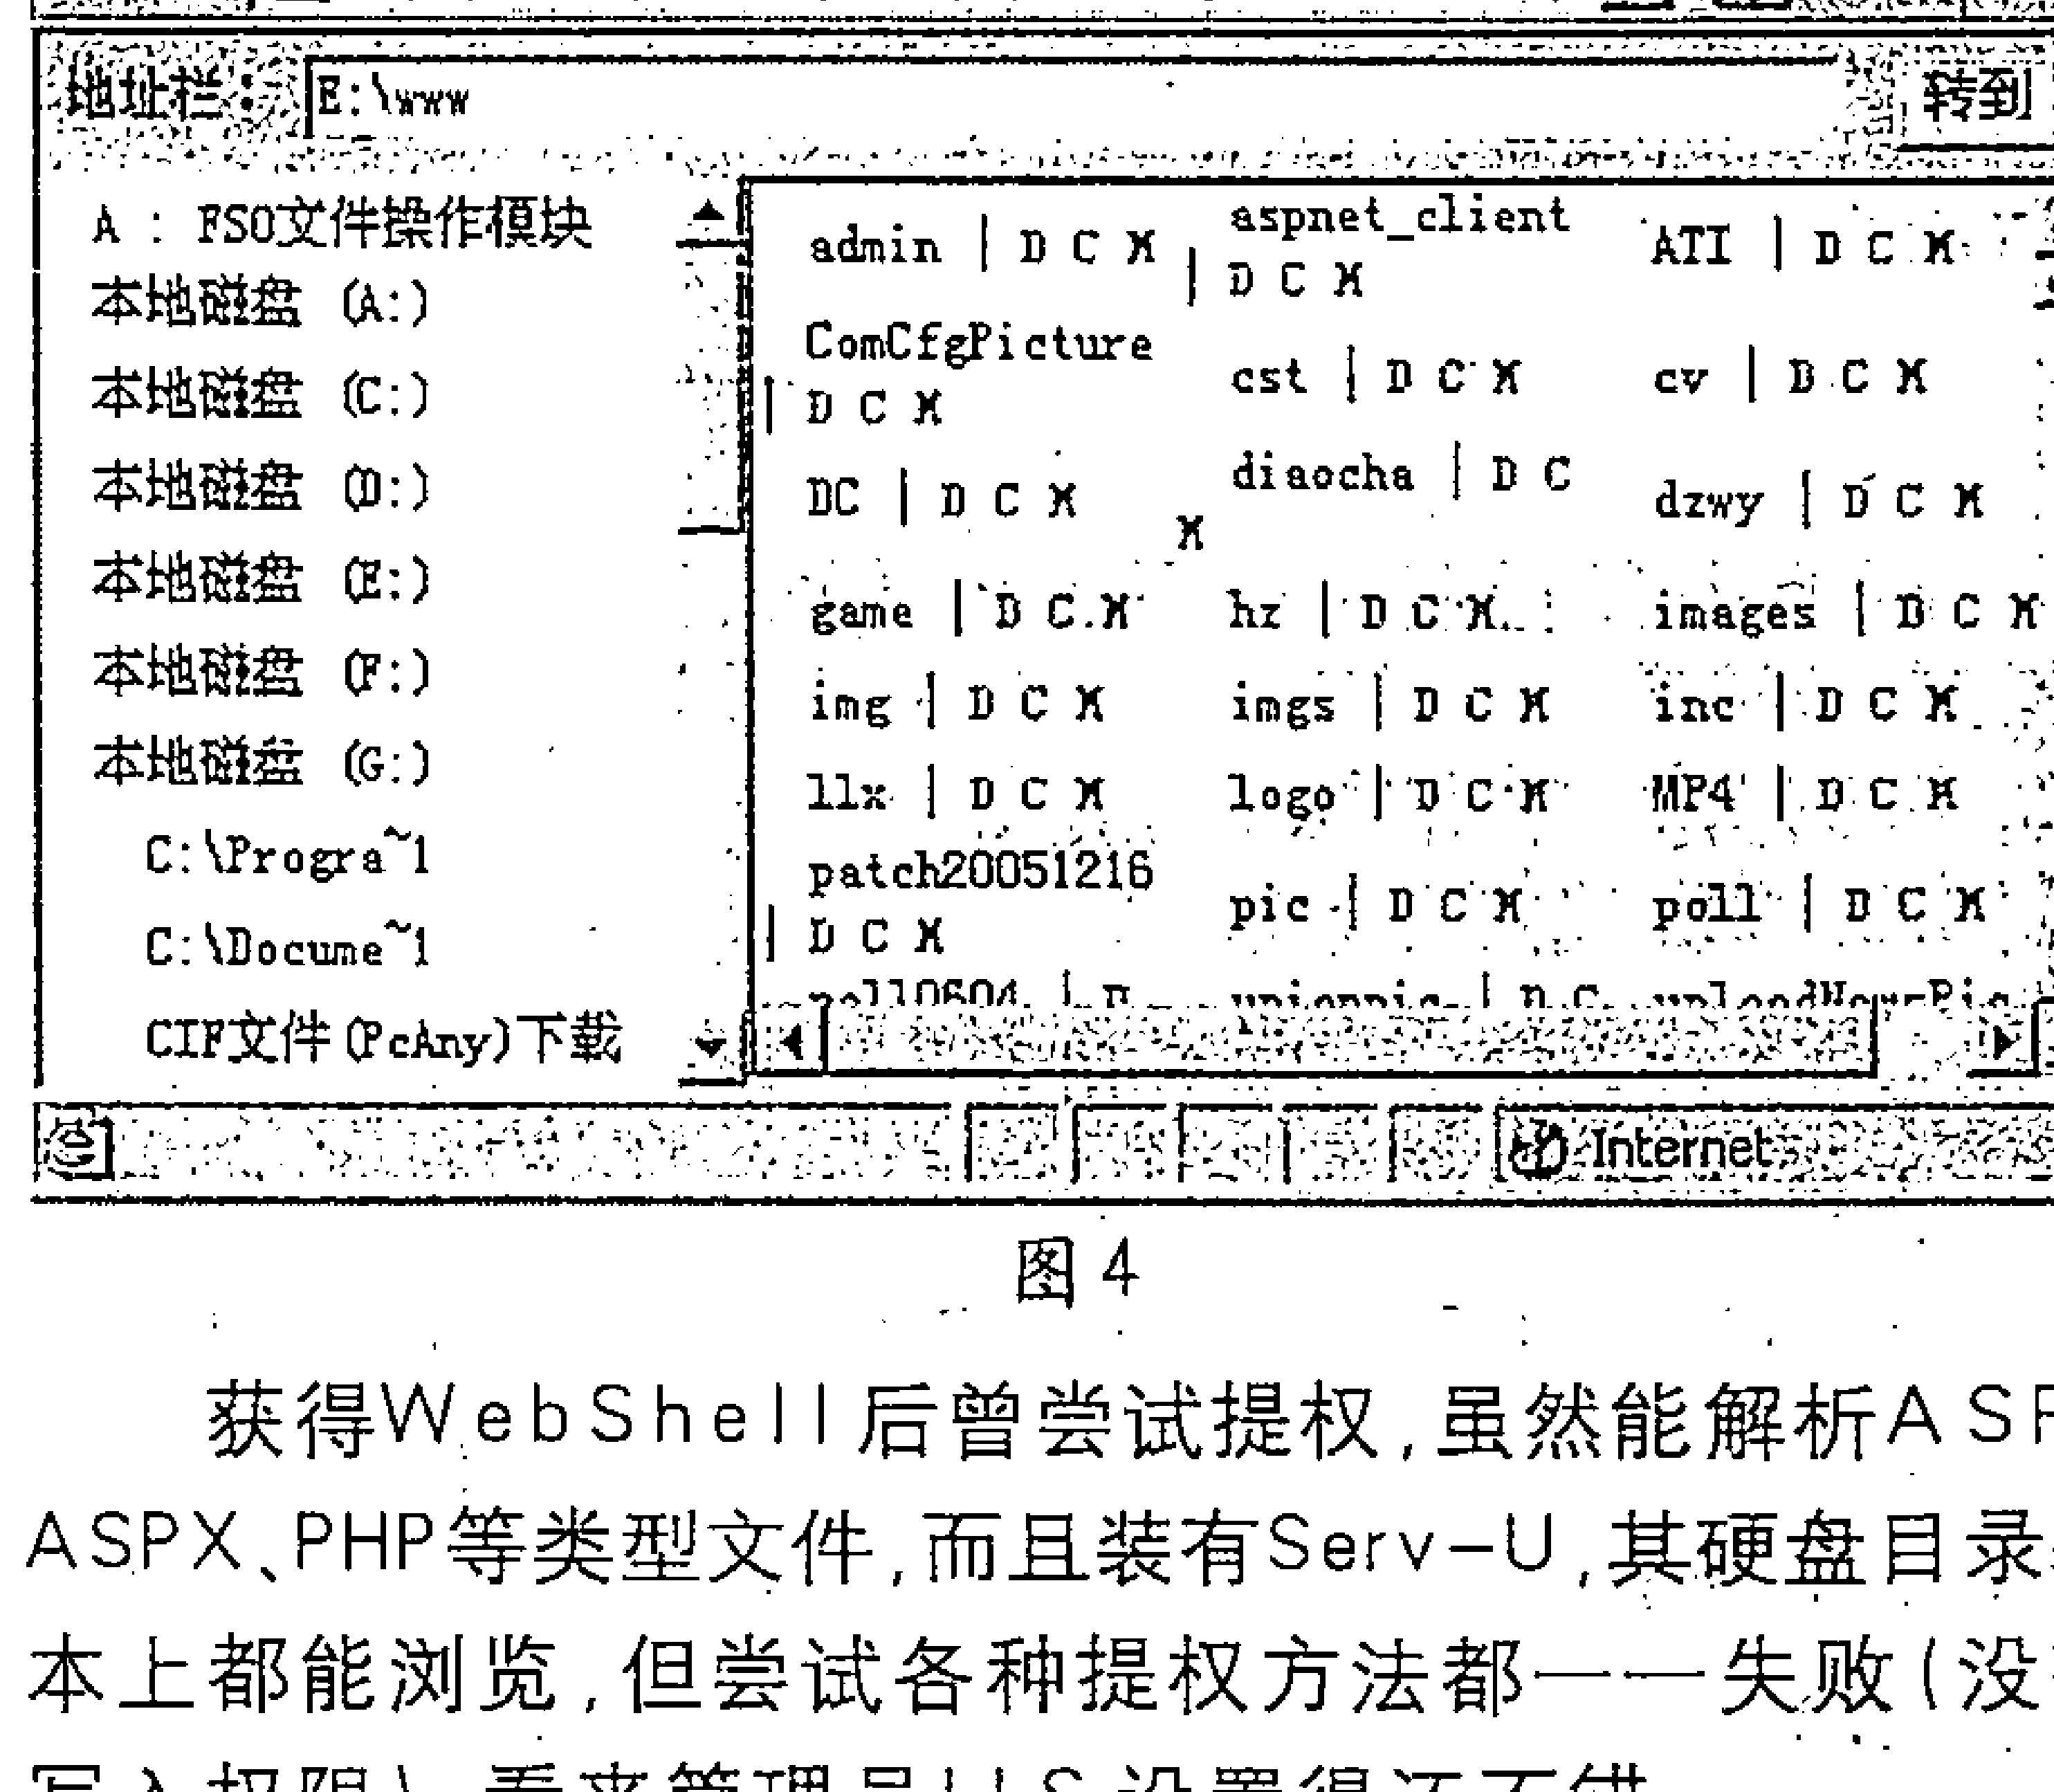 地址栏: E:\www 转到
A : FSO文件操作模块
本地磁盘 (A:)
本地磁盘 (C:)
本地磁盘 (D:)
本地磁盘 (E:)
本地磁盘 (F:)
本地磁盘 (G:)
C:\Progra~1
C:\Docume~1
CIF文件(PcAny)下载
admin | D C M
aspnet_client
| D C M
ATI | D C M
ComCfgPicture
| D C M
cst | D C M
cv | D C M
DC | D C M
diaocha | D C
M
dzwy | D C M
game | D C M
hz | D C M
images | D C M
img | D C M
imgs | D C M
inc | D C M
llx | D C M
logo | D C M
MP4 | D C M
patch20051216
| D C M
pic | D C M
poll | D C M
Internet
图 4
获得WebShell后曾尝试提权,虽然能解析AS
ASPX、PHP等类型文件,而且装有Serv-U,其硬盘目录
本上都能浏览,但尝试各种提权方法都一一失败(没